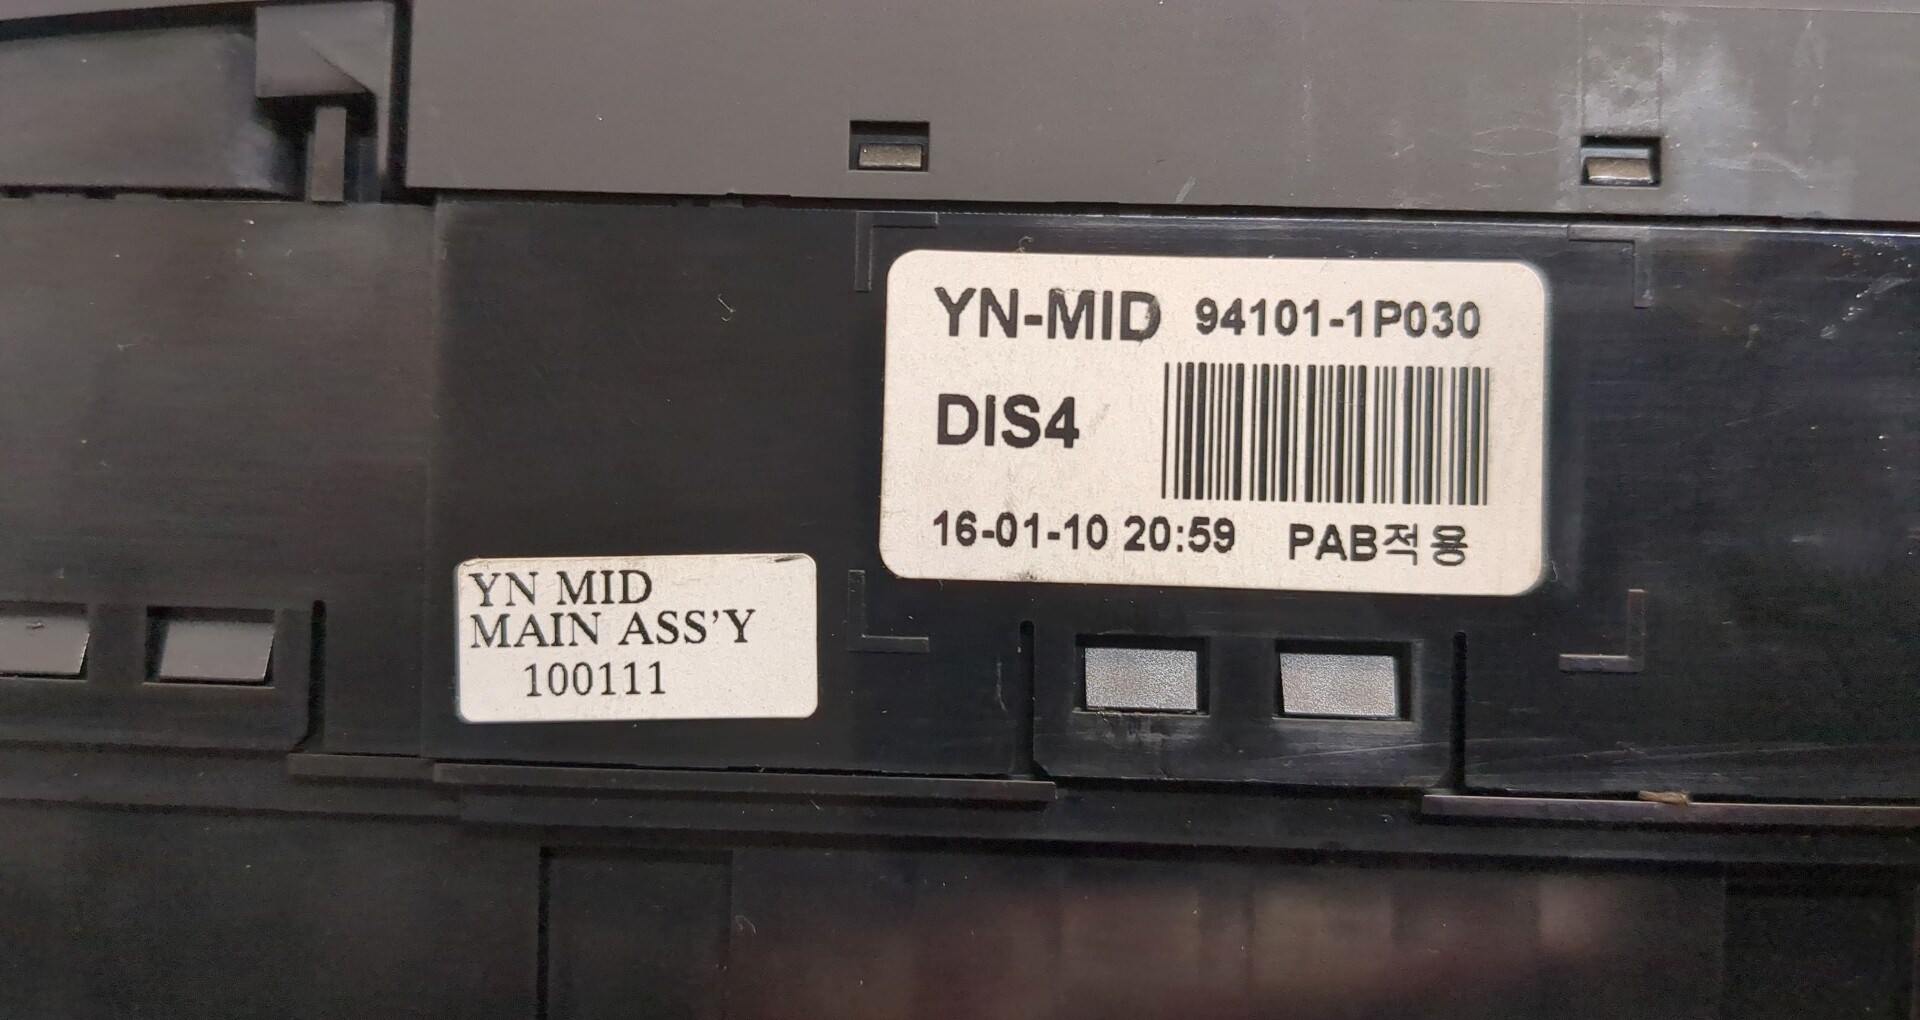 YN-MID 94101-1P030
DIS4
16-01-10 20:59 PAB적용
YN MID
MAIN ASS'Y
100111